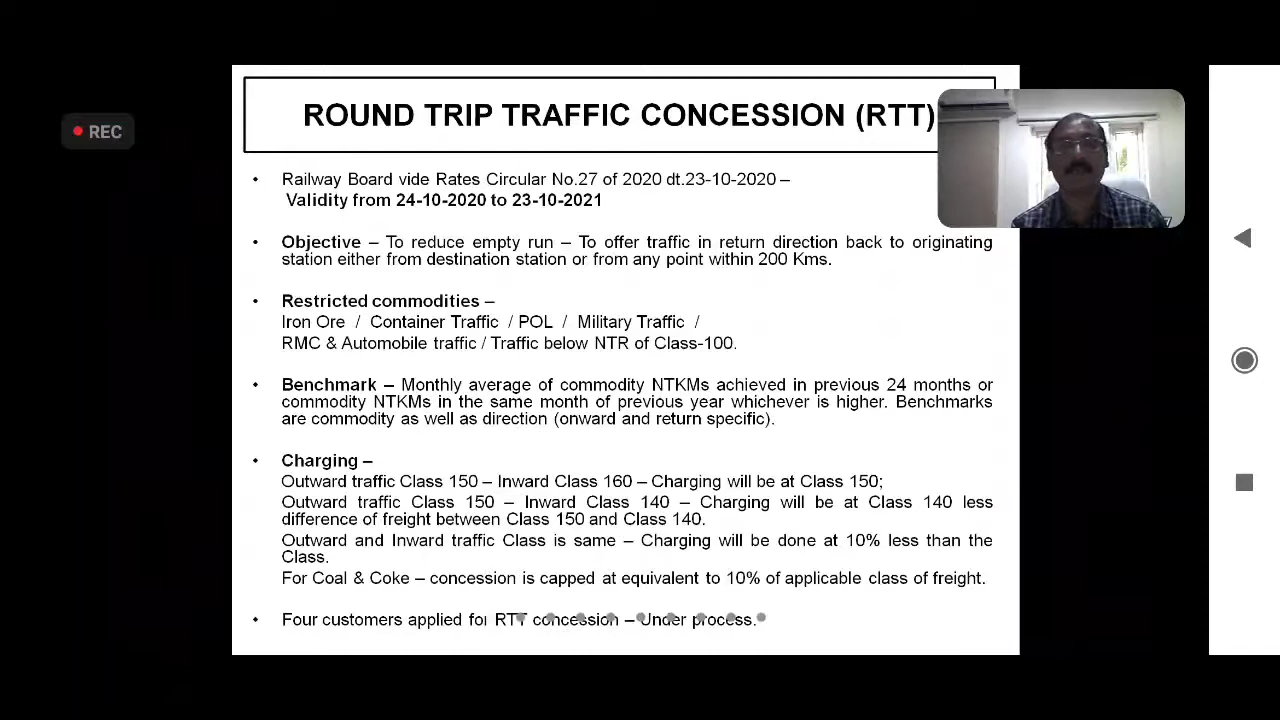 ROUND TRIP TRAFFIC CONCESSION (RTT)
REC
• Railway Board vide Rates Circular No.27 of 2020 dt.23-10-2020 –
Validity from 24-10-2020 to 23-10-2021
• Objective – To reduce empty run – To offer traffic in return direction back to originating
station either from destination station or from any point within 200 Kms.
• Restricted commodities –
Iron Ore / Container Traffic / POL / Military Traffic /
RMC & Automobile traffic / Traffic below NTR of Class-100.
• Benchmark – Monthly average of commodity NTKMs achieved in previous 24 months or
commodity NTKMs in the same month of previous year whichever is higher. Benchmarks
are commodity as well as direction (onward and return specific).
• Charging –
Outward traffic Class 150 – Inward Class 160 – Charging will be at Class 150;
Outward traffic Class 150 – Inward Class 140 – Charging will be at Class 140 less
difference of freight between Class 150 and Class 140.
Outward and Inward traffic Class is same – Charging will be done at 10% less than the
Class.
For Coal & Coke – concession is capped at equivalent to 10% of applicable class of freight.
• Four customers applied for RTT concession – Under process.